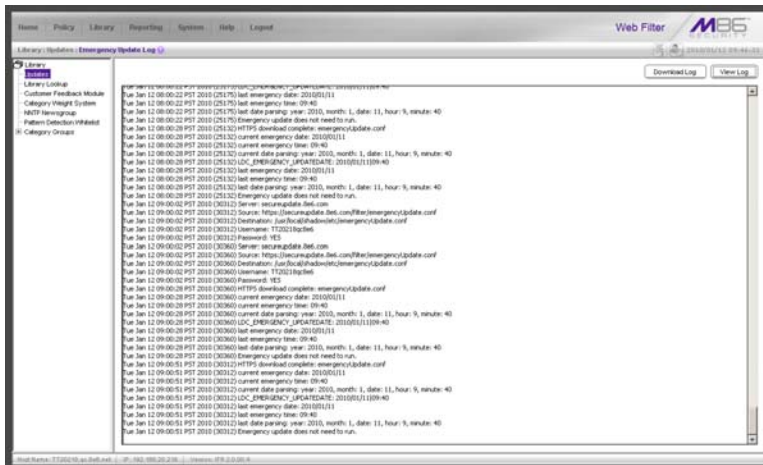 Home Policy Library Reporting System Help Logout
Web Filter
M86
SECURITY
Library : Updates : Emergency Update Log
Library
Updates
Library Lookup
Customer Feedback Module
Category Weight System
NNTP Newsgroup
Pattern Detection Whitelist
Category Groups
Download Log View Log
Tue Jan 12 08:00:22 PST 2010 (25175) last emergency date: 2010/01/11
Tue Jan 12 08:00:22 PST 2010 (25175) last emergency time: 09:40
Tue Jan 12 08:00:22 PST 2010 (25175) last date parsing: year: 2010, month: 1, date: 11, hour: 9, minute: 40
Tue Jan 12 08:00:22 PST 2010 (25175) Emergency update does not need to run.
Tue Jan 12 08:00:28 PST 2010 (25132) HTTPS download complete: emergencyUpdate.conf
Tue Jan 12 08:00:28 PST 2010 (25132) current emergency date: 2010/01/11
Tue Jan 12 08:00:28 PST 2010 (25132) current emergency time: 09:40
Tue Jan 12 08:00:28 PST 2010 (25132) current date parsing: year: 2010, month: 1, date: 11, hour: 9, minute: 40
Tue Jan 12 08:00:28 PST 2010 (25132) LDC_EMERGENCY_UPDATEDATE: 2010/01/11|09:40
Tue Jan 12 08:00:28 PST 2010 (25132) last emergency date: 2010/01/11
Tue Jan 12 08:00:28 PST 2010 (25132) last emergency time: 09:40
Tue Jan 12 08:00:28 PST 2010 (25132) last date parsing: year: 2010, month: 1, date: 11, hour: 9, minute: 40
Tue Jan 12 08:00:28 PST 2010 (25132) Emergency update does not need to run.
Tue Jan 12 09:00:02 PST 2010 (30312) Server: secureupdate.8e6.com
Tue Jan 12 09:00:02 PST 2010 (30312) Source: https://secureupdate.8e6.com/filter/emergencyUpdate.conf
Tue Jan 12 09:00:02 PST 2010 (30312) Destination: /usr/local/shadow/etc/emergencyUpdate.conf
Tue Jan 12 09:00:02 PST 2010 (30312) Username: TT20218qc8e6
Tue Jan 12 09:00:02 PST 2010 (30312) Password: YES
Tue Jan 12 09:00:02 PST 2010 (30360) Server: secureupdate.8e6.com
Tue Jan 12 09:00:02 PST 2010 (30360) Source: https://secureupdate.8e6.com/filter/emergencyUpdate.conf
Tue Jan 12 09:00:02 PST 2010 (30360) Destination: /usr/local/shadow/etc/emergencyUpdate.conf
Tue Jan 12 09:00:02 PST 2010 (30360) Username: TT20218qc8e6
Tue Jan 12 09:00:02 PST 2010 (30360) Password: YES
Tue Jan 12 09:00:28 PST 2010 (30360) HTTPS download complete: emergencyUpdate.conf
Tue Jan 12 09:00:28 PST 2010 (30360) current emergency date: 2010/01/11
Tue Jan 12 09:00:28 PST 2010 (30360) current emergency time: 09:40
Tue Jan 12 09:00:28 PST 2010 (30360) current date parsing: year: 2010, month: 1, date: 11, hour: 9, minute: 40
Tue Jan 12 09:00:28 PST 2010 (30360) LDC_EMERGENCY_UPDATEDATE: 2010/01/11|09:40
Tue Jan 12 09:00:28 PST 2010 (30360) last emergency date: 2010/01/11
Tue Jan 12 09:00:28 PST 2010 (30360) last emergency time: 09:40
Tue Jan 12 09:00:28 PST 2010 (30360) last date parsing: year: 2010, month: 1, date: 11, hour: 9, minute: 40
Tue Jan 12 09:00:28 PST 2010 (30360) Emergency update does not need to run.
Tue Jan 12 09:00:51 PST 2010 (30312) HTTPS download complete: emergencyUpdate.conf
Tue Jan 12 09:00:51 PST 2010 (30312) current emergency date: 2010/01/11
Tue Jan 12 09:00:51 PST 2010 (30312) current emergency time: 09:40
Tue Jan 12 09:00:51 PST 2010 (30312) current date parsing: year: 2010, month: 1, date: 11, hour: 9, minute: 40
Tue Jan 12 09:00:51 PST 2010 (30312) LDC_EMERGENCY_UPDATEDATE: 2010/01/11|09:40
Tue Jan 12 09:00:51 PST 2010 (30312) last emergency date: 2010/01/11
Tue Jan 12 09:00:51 PST 2010 (30312) last emergency time: 09:40
Tue Jan 12 09:00:51 PST 2010 (30312) last date parsing: year: 2010, month: 1, date: 11, hour: 9, minute: 40
Tue Jan 12 09:00:51 PST 2010 (30312) Emergency update does not need to run.